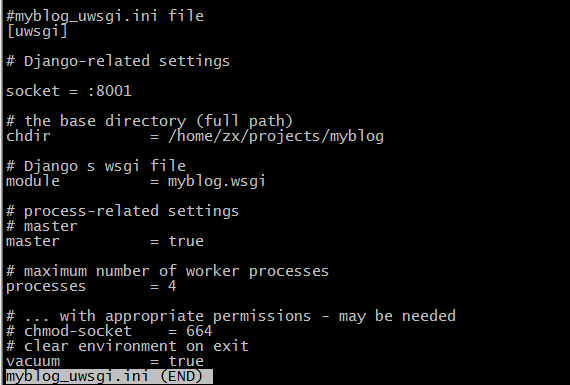 #myblog_uwsgi.ini file
[uwsgi]
# Django-related settings
socket = :8001
# the base directory (full path)
chdir           = /home/zx/projects/myblog
# Django s wsgi file
module          = myblog.wsgi
# process-related settings
# master
master          = true
# maximum number of worker processes
processes       = 4
# ... with appropriate permissions - may be needed
# chmod-socket    = 664
# clear environment on exit
vacuum          = true
myblog_uwsgi.ini (END)